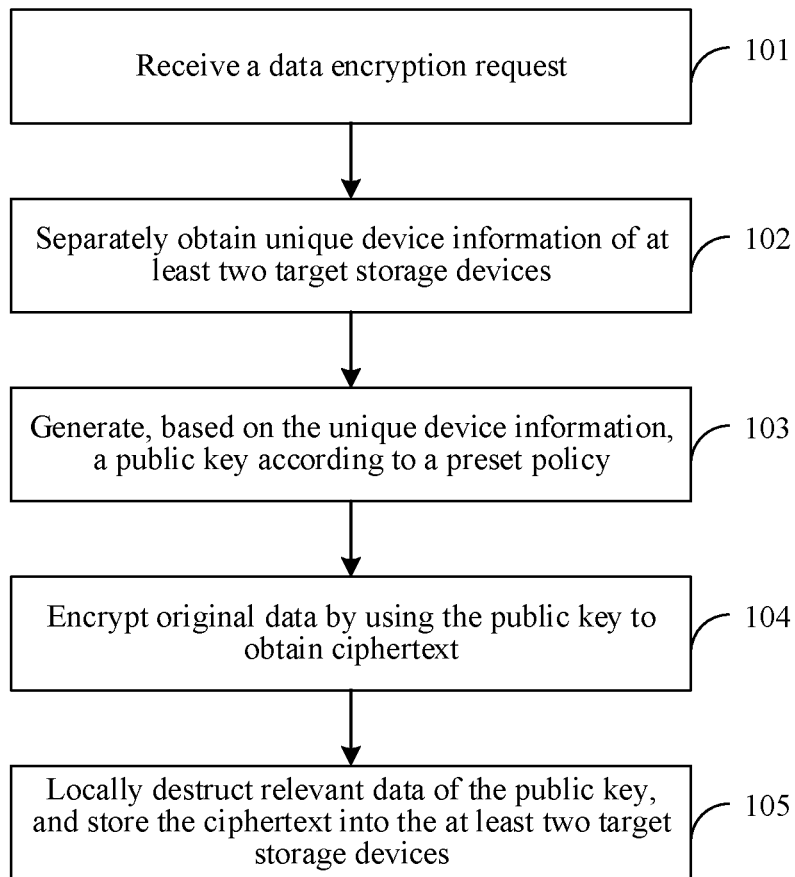 Receive a data encryption request
101
Separately obtain unique device information of at
least two target storage devices
102
Generate, based on the unique device information,
a public key according to a preset policy
103
Encrypt original data by using the public key to
obtain ciphertext
104
Locally destruct relevant data of the public key,
and store the ciphertext into the at least two target
storage devices
105